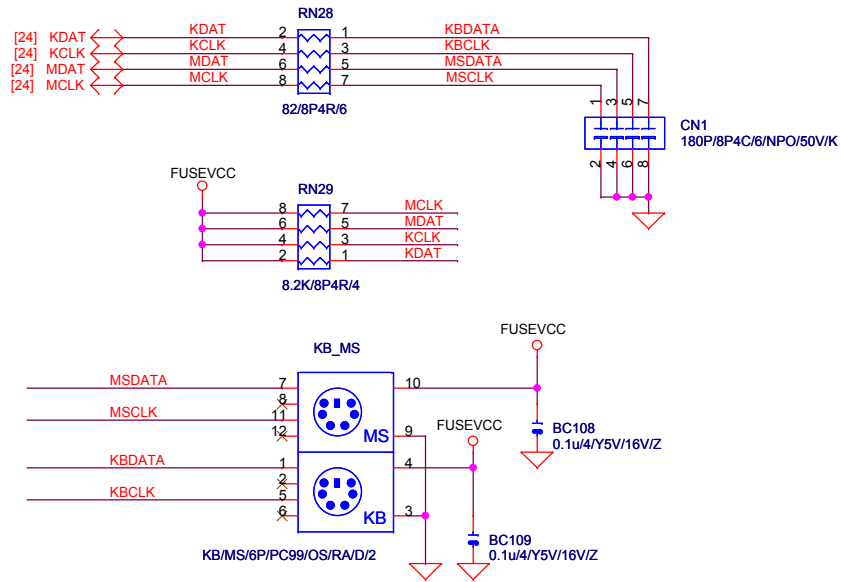 RN28
[24] KDAT KDAT 2 1 KBDATA
[24] KCLK KCLK 4 3 KBCLK
[24] MDAT MDAT 6 5 MSDATA
[24] MCLK MCLK 8 7 MSCLK
82/8P4R/6
1 3 5 7
CN1
180P/8P4C/6/NPO/50V/K
2 4 6 8
FUSEVCC
RN29
8 7 MCLK
6 5 MDAT
4 3 KCLK
2 1 KDAT
8.2K/8P4R/4
FUSEVCC
KB_MS
MSDATA 7 10
8
MSCLK 11
12 MS 9
FUSEVCC
BC108
0.1u/4/Y5V/16V/Z
KBDATA 1 4
2
KBCLK 5
6 KB 3
BC109
0.1u/4/Y5V/16V/Z
KB/MS/6P/PC99/OS/RA/D/2